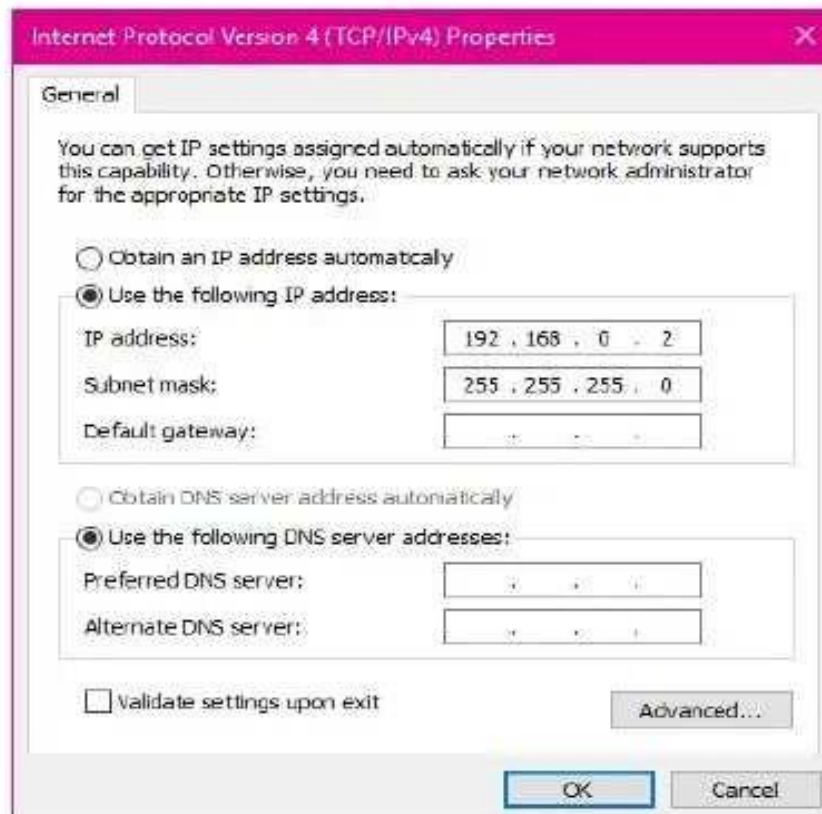 Internet Protocol Version 4 (TCP/IPv4) Properties
General
You can get IP settings assigned automatically if your network supports
this capability. Otherwise, you need to ask your network administrator
for the appropriate IP settings.
Obtain an IP address automatically
Use the following IP address:
IP address: 192 . 168 . 0 . 2
Subnet mask: 255 . 255 . 255 . 0
Default gateway: . . .
Obtain DNS server address automatically
Use the following DNS server addresses:
Preferred DNS server: . . .
Alternate DNS server: . . .
Validate settings upon exit
Advanced...
OK Cancel